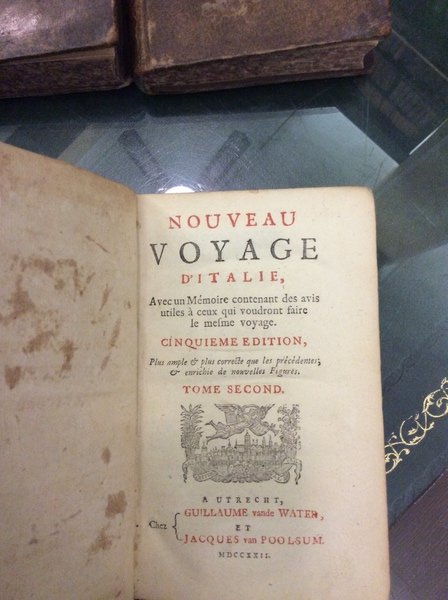 NOUVEAU
VOYAGE
D'ITALIE,
Avec un Mémoire contenant des avis
utiles à ceux qui voudront faire
le mesme voyage.
CINQUIEME EDITION,
Plus ample & plus correcte que les précédentes;
& enrichie de nouvelles Figures.
TOME SECOND.
A UTRECHT,
Chez GUILLAUME vande WATER,
ET
JACQUES van POOLSUM.
MDCCXXII.